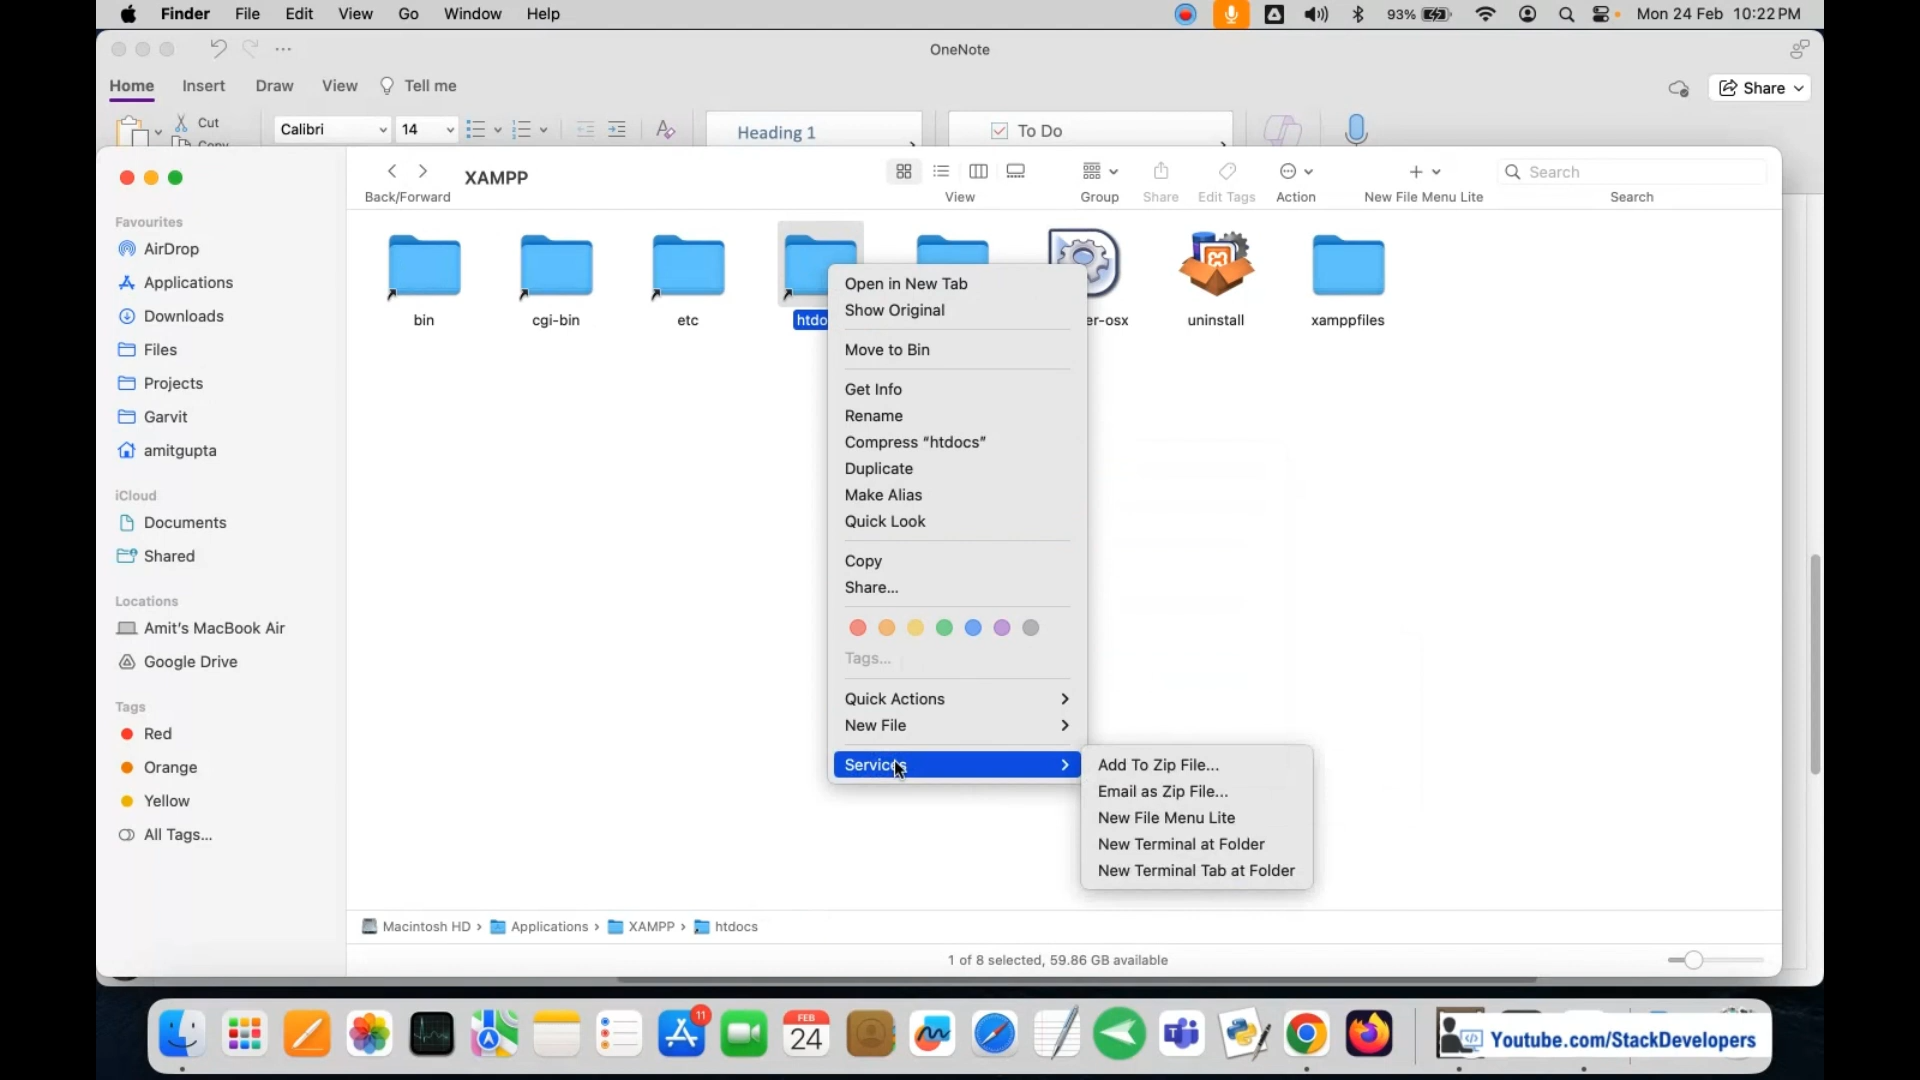 Finder File Edit View Go Window Help 93% Mon 24 Feb 10:22 PM
OneNote
Home Insert Draw View Tell me Share
Cut
Calibri 14 Heading 1 To Do
Copy
XAMPP
Search
Back/Forward View Group Share Edit Tags Action New File Menu Lite Search
Favourites
AirDrop
Applications
Downloads
Files
Projects
Garvit
amitgupta
iCloud
Documents
Shared
Locations
Amit's MacBook Air
Google Drive
Tags
Red
Orange
Yellow
All Tags...
bin cgi-bin etc htdo er-osx uninstall xamppfiles
Open in New Tab
Show Original
Move to Bin
Get Info
Rename
Compress “htdocs”
Duplicate
Make Alias
Quick Look
Copy
Share...
Tags...
Quick Actions
New File
Services
Add To Zip File...
Email as Zip File...
New File Menu Lite
New Terminal at Folder
New Terminal Tab at Folder
Macintosh HD › Applications › XAMPP › htdocs
1 of 8 selected, 59.86 GB available
11
FEB
24
Youtube.com/StackDevelopers